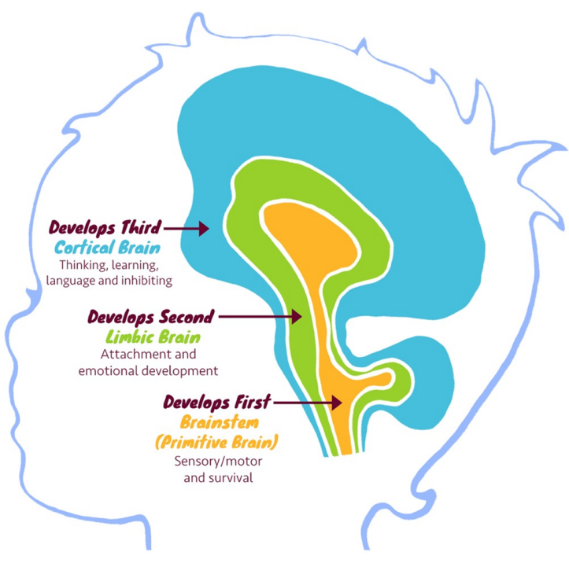 Develops Third
Cortical Brain
Thinking, learning,
language and inhibiting
Develops Second
Limbic Brain
Attachment and
emotional development
Develops First
Brainstem
(Primitive Brain)
Sensory/motor
and survival